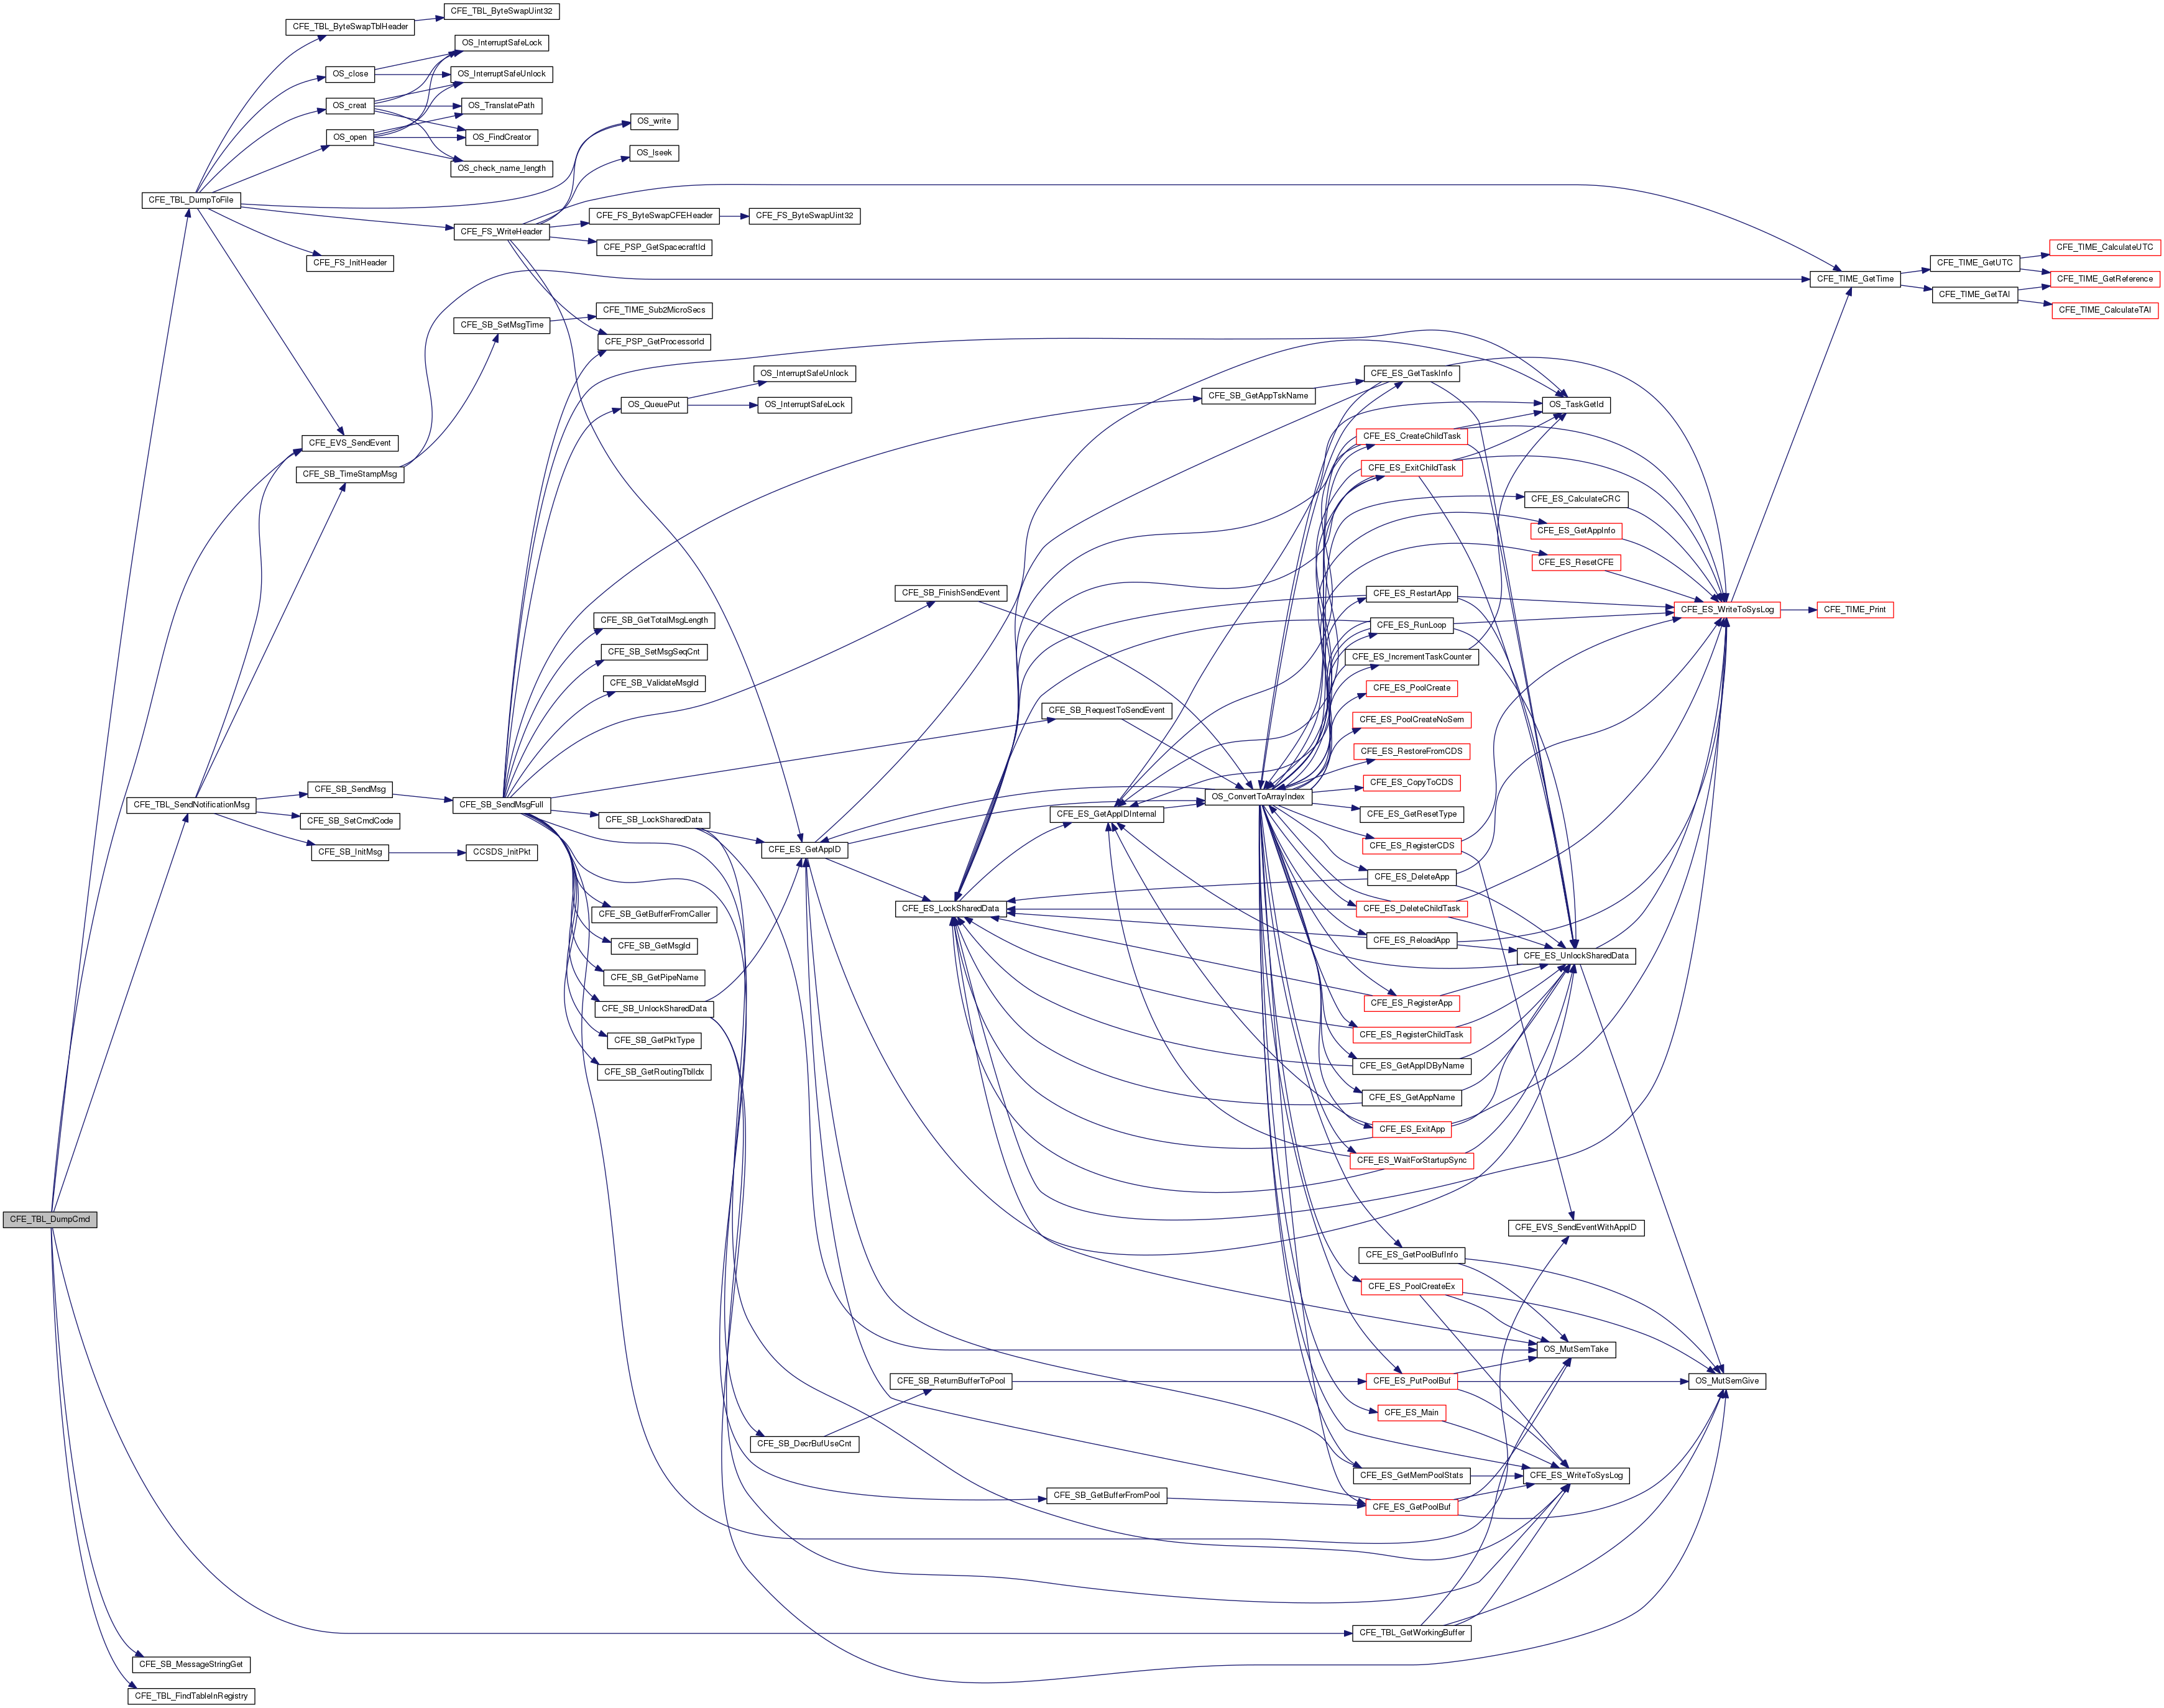 CFE_TBL_ByteSwapUint32
CFE_TBL_ByteSwapTblHeader
OS_InterruptSafeLock
OS_close
OS_InterruptSafeUnlock
OS_creat
OS_TranslatePath
OS_write
OS_open
OS_FindCreator
OS_lseek
OS_check_name_length
CFE_TBL_DumpToFile
CFE_FS_ByteSwapCFEHeader
CFE_FS_ByteSwapUint32
CFE_FS_WriteHeader
CFE_PSP_GetSpacecraftId
CFE_TIME_CalculateUTC
CFE_FS_InitHeader
CFE_TIME_GetUTC
CFE_TIME_GetTime
CFE_TIME_GetReference
CFE_TIME_GetTAI
CFE_TIME_Sub2MicroSecs
CFE_TIME_CalculateTAI
CFE_SB_SetMsgTime
CFE_PSP_GetProcessorId
OS_InterruptSafeUnlock
CFE_ES_GetTaskInfo
CFE_SB_GetAppTskName
OS_QueuePut
OS_InterruptSafeLock
OS_TaskGetId
CFE_ES_CreateChildTask
CFE_EVS_SendEvent
CFE_ES_ExitChildTask
CFE_SB_TimeStampMsg
CFE_ES_CalculateCRC
CFE_ES_GetAppInfo
CFE_ES_ResetCFE
CFE_SB_FinishSendEvent
CFE_ES_RestartApp
CFE_ES_WriteToSysLog
CFE_TIME_Print
CFE_SB_GetTotalMsgLength
CFE_ES_RunLoop
CFE_SB_SetMsgSeqCnt
CFE_ES_IncrementTaskCounter
CFE_SB_ValidateMsgId
CFE_ES_PoolCreate
CFE_SB_RequestToSendEvent
CFE_ES_PoolCreateNoSem
CFE_ES_RestoreFromCDS
CFE_SB_SendMsg
CFE_ES_CopyToCDS
CFE_TBL_SendNotificationMsg
CFE_SB_SendMsgFull
OS_ConvertToArrayIndex
CFE_SB_SetCmdCode
CFE_SB_LockSharedData
CFE_ES_GetAppIDInternal
CFE_ES_GetResetType
CFE_SB_InitMsg
CCSDS_InitPkt
CFE_ES_GetAppID
CFE_ES_RegisterCDS
CFE_ES_DeleteApp
CFE_SB_GetBufferFromCaller
CFE_ES_LockSharedData
CFE_ES_DeleteChildTask
CFE_SB_GetMsgId
CFE_ES_ReloadApp
CFE_ES_UnlockSharedData
CFE_SB_GetPipeName
CFE_SB_UnlockSharedData
CFE_ES_RegisterApp
CFE_SB_GetPktType
CFE_ES_RegisterChildTask
CFE_SB_GetRoutingTblIdx
CFE_ES_GetAppIDByName
CFE_ES_GetAppName
CFE_ES_ExitApp
CFE_ES_WaitForStartupSync
CFE_TBL_DumpCmd
CFE_EVS_SendEventWithAppID
CFE_ES_GetPoolBufInfo
CFE_ES_PoolCreateEx
OS_MutSemTake
CFE_SB_ReturnBufferToPool
CFE_ES_PutPoolBuf
OS_MutSemGive
CFE_ES_Main
CFE_SB_DecrBufUseCnt
CFE_ES_GetMemPoolStats
CFE_ES_WriteToSysLog
CFE_SB_GetBufferFromPool
CFE_ES_GetPoolBuf
CFE_TBL_GetWorkingBuffer
CFE_SB_MessageStringGet
CFE_TBL_FindTableInRegistry